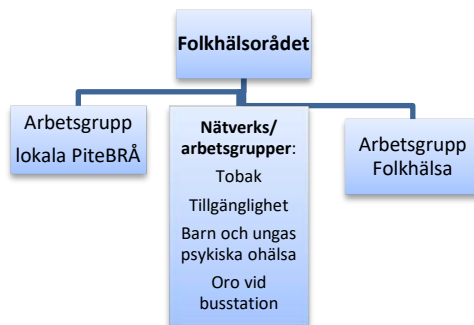 Folkhälsorådet
Arbetsgrupp
lokala PiteBRÅ
Nätverks/
arbetsgrupper:
Tobak
Tillgänglighet
Barn och ungas
psykiska ohälsa
Oro vid
busstation
Arbetsgrupp
Folkhälsa